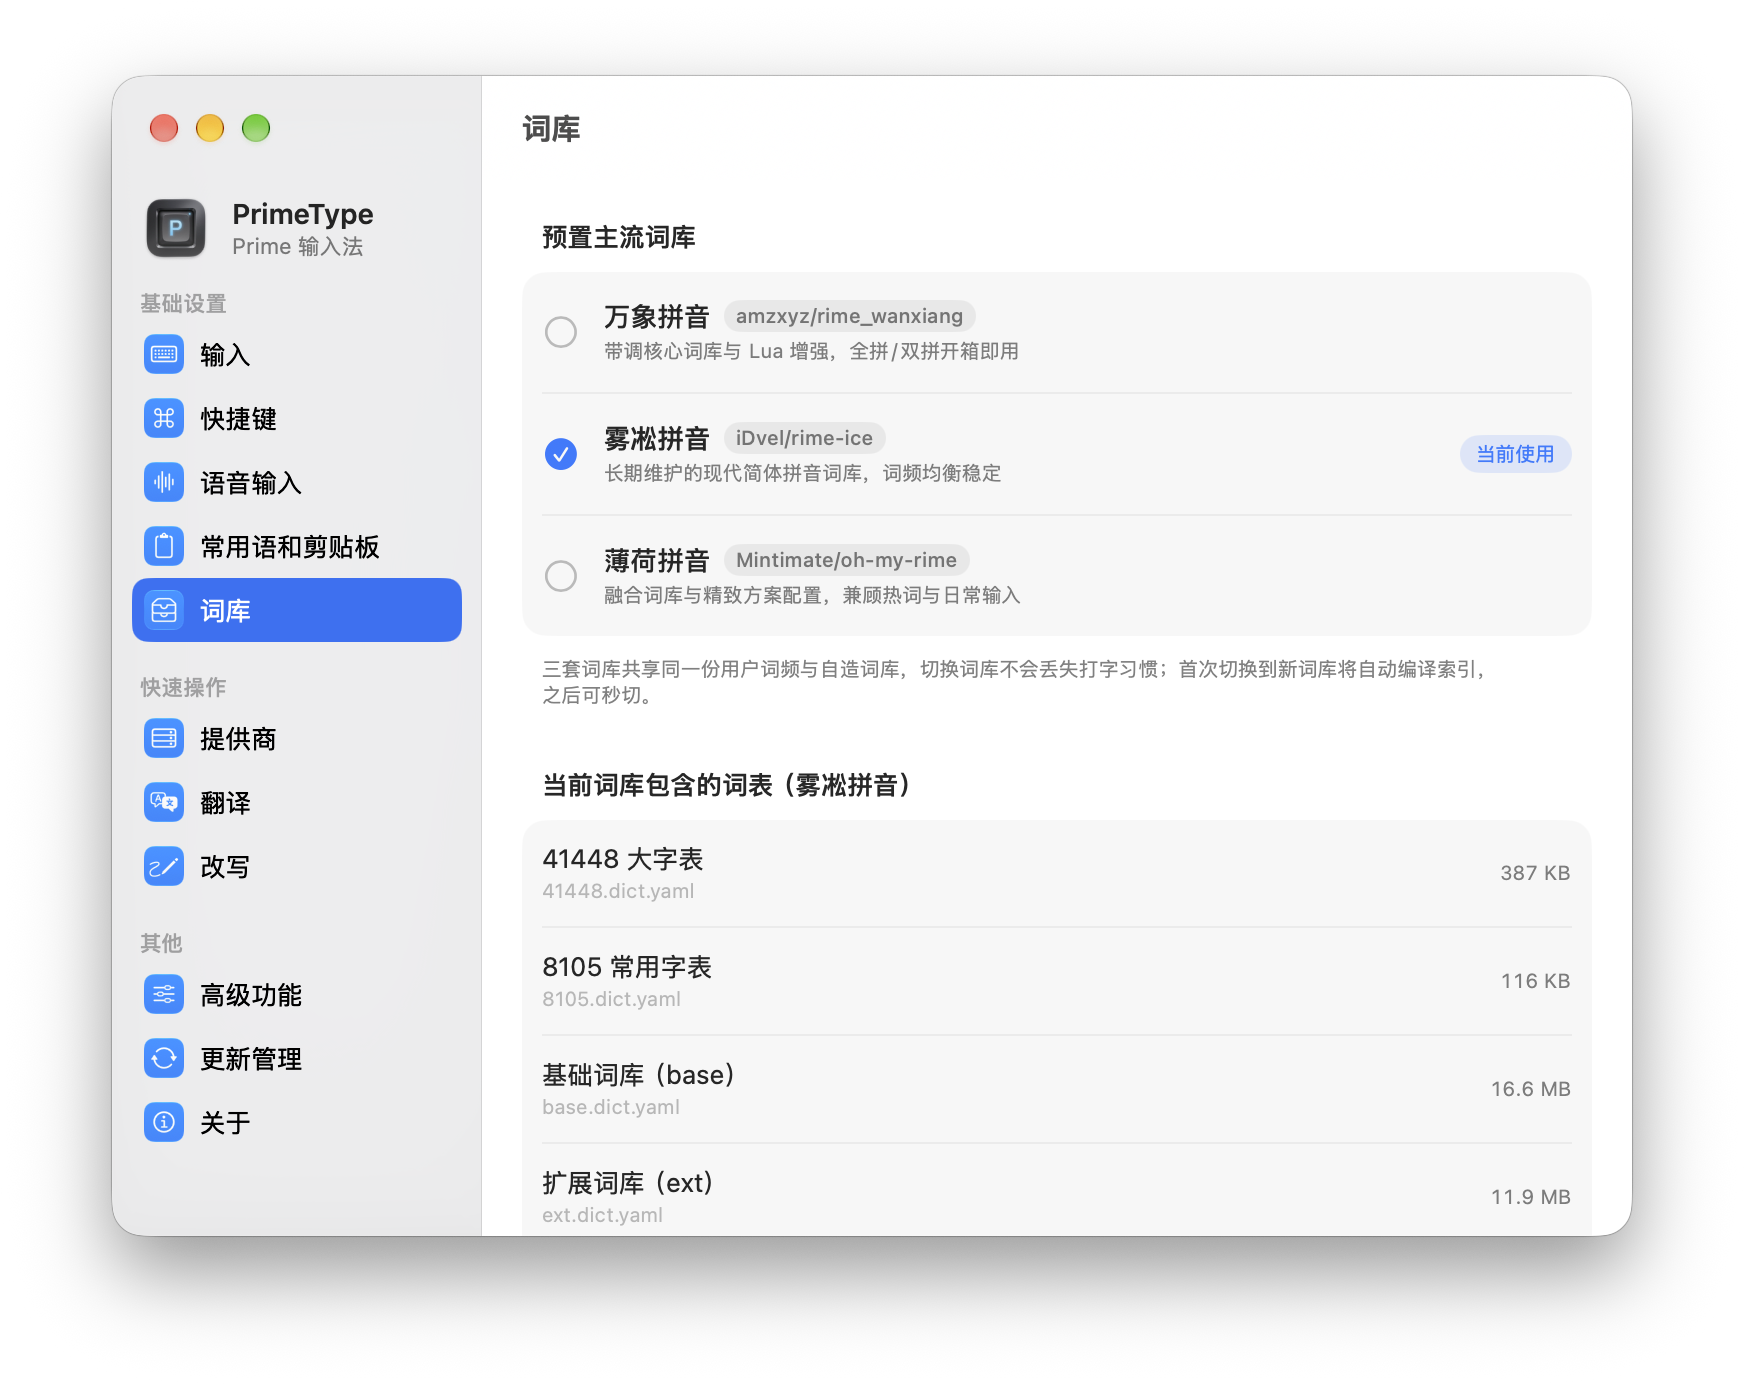 PrimeType
Prime 输入法
基础设置
输入
快捷键
语音输入
常用语和剪贴板
词库
快速操作
提供商
翻译
改写
其他
高级功能
更新管理
关于
词库
预置主流词库
万象拼音 amzxyz/rime_wanxiang
带调核心词库与 Lua 增强，全拼/双拼开箱即用
雾凇拼音 iDvel/rime-ice
长期维护的现代简体拼音词库，词频均衡稳定
当前使用
薄荷拼音 Mintimate/oh-my-rime
融合词库与精致方案配置，兼顾热词与日常输入
三套词库共享同一份用户词频与自造词库，切换词库不会丢失打字习惯；首次切换到新词库将自动编译索引，
之后可秒切。
当前词库包含的词表（雾凇拼音）
41448 大字表
41448.dict.yaml
387 KB
8105 常用字表
8105.dict.yaml
116 KB
基础词库（base）
base.dict.yaml
16.6 MB
扩展词库（ext）
ext.dict.yaml
11.9 MB